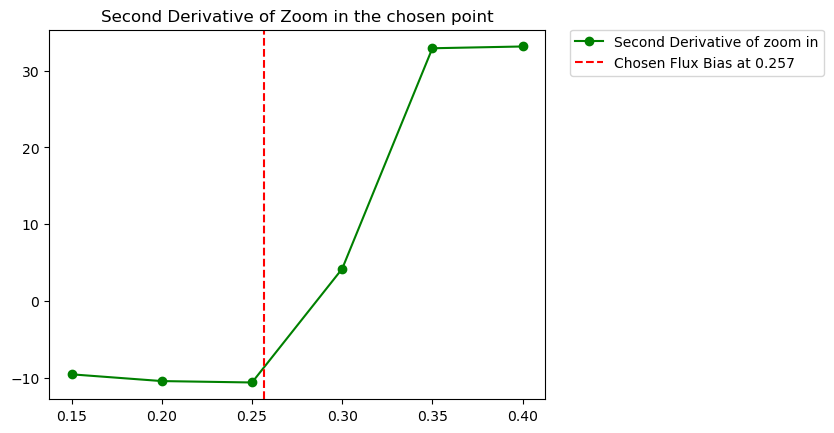 Second Derivative of Zoom in the chosen point
Second Derivative of zoom in
Chosen Flux Bias at 0.257
30
20
10
0
−10
0.15 0.20 0.25 0.30 0.35 0.40